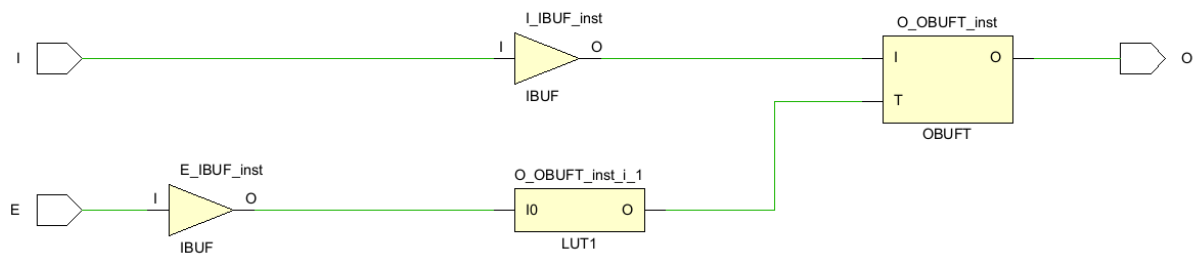 I_IBUF_inst
O_OBUFT_inst
I
I
O
I
O
O
IBUF
T
OBUFT
E_IBUF_inst
O_OBUFT_inst_i_1
I
O
E
I0
O
IBUF
LUT1